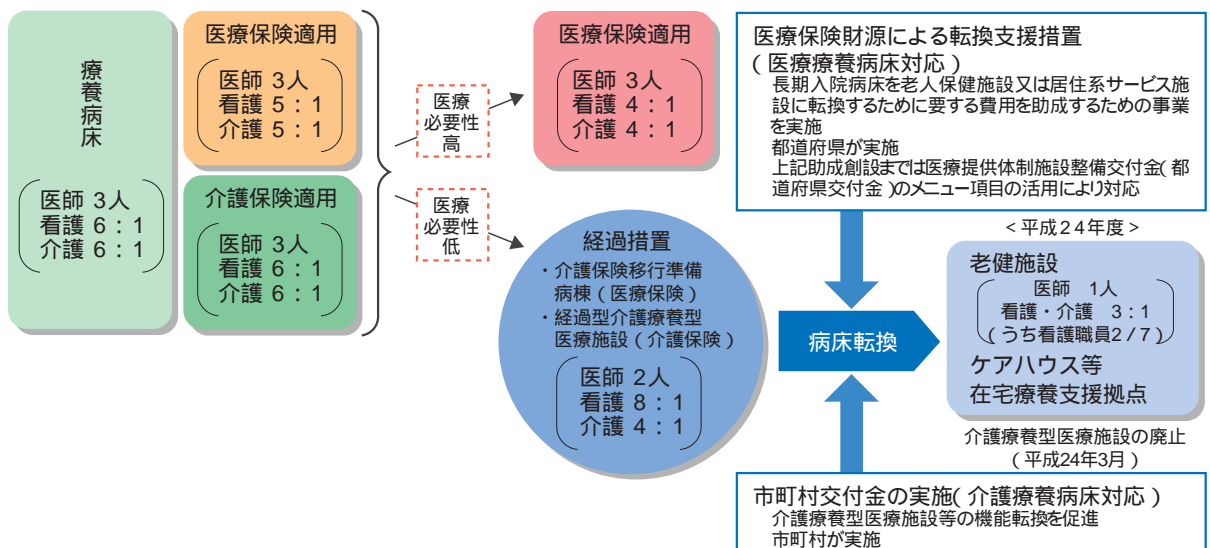 療養病床
医師 3人
看護 6：1
介護 6：1
医療保険適用
医師 3人
看護 5：1
介護 5：1
介護保険適用
医師 3人
看護 6：1
介護 6：1
医療
必要性
高
医療
必要性
低
医療保険適用
医師 3人
看護 4：1
介護 4：1
経過措置
・介護保険移行準備
病棟（医療保険）
・経過型介護療養型
医療施設（介護保険）
医師 2人
看護 8：1
介護 4：1
医療保険財源による転換支援措置
（医療療養病床対応）
長期入院病床を老人保健施設又は居住系サービス施
設に転換するために要する費用を助成するための事業
を実施
都道府県が実施
上記助成創設までは医療提供体制施設整備交付金（都
道府県交付金）のメニュー項目の活用により対応
病床転換
＜平成24年度＞
老健施設
医師 1人
看護・介護 3：1
（うち看護職員2/7）
ケアハウス等
在宅療養支援拠点
介護療養型医療施設の廃止
（平成24年3月）
市町村交付金の実施（介護療養病床対応）
介護療養型医療施設等の機能転換を促進
市町村が実施